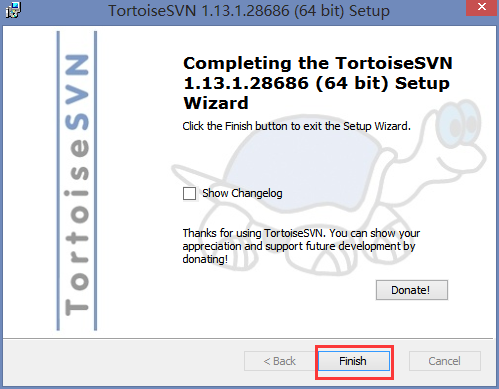 TortoiseSVN 1.13.1.28686 (64 bit) Setup
TortoiseSVN
Completing the TortoiseSVN
1.13.1.28686 (64 bit) Setup
Wizard
Click the Finish button to exit the Setup Wizard.
Show Changelog
Thanks for using TortoiseSVN. You can show your
appreciation and support future development by
donating!
Donate!
< Back
Finish
Cancel